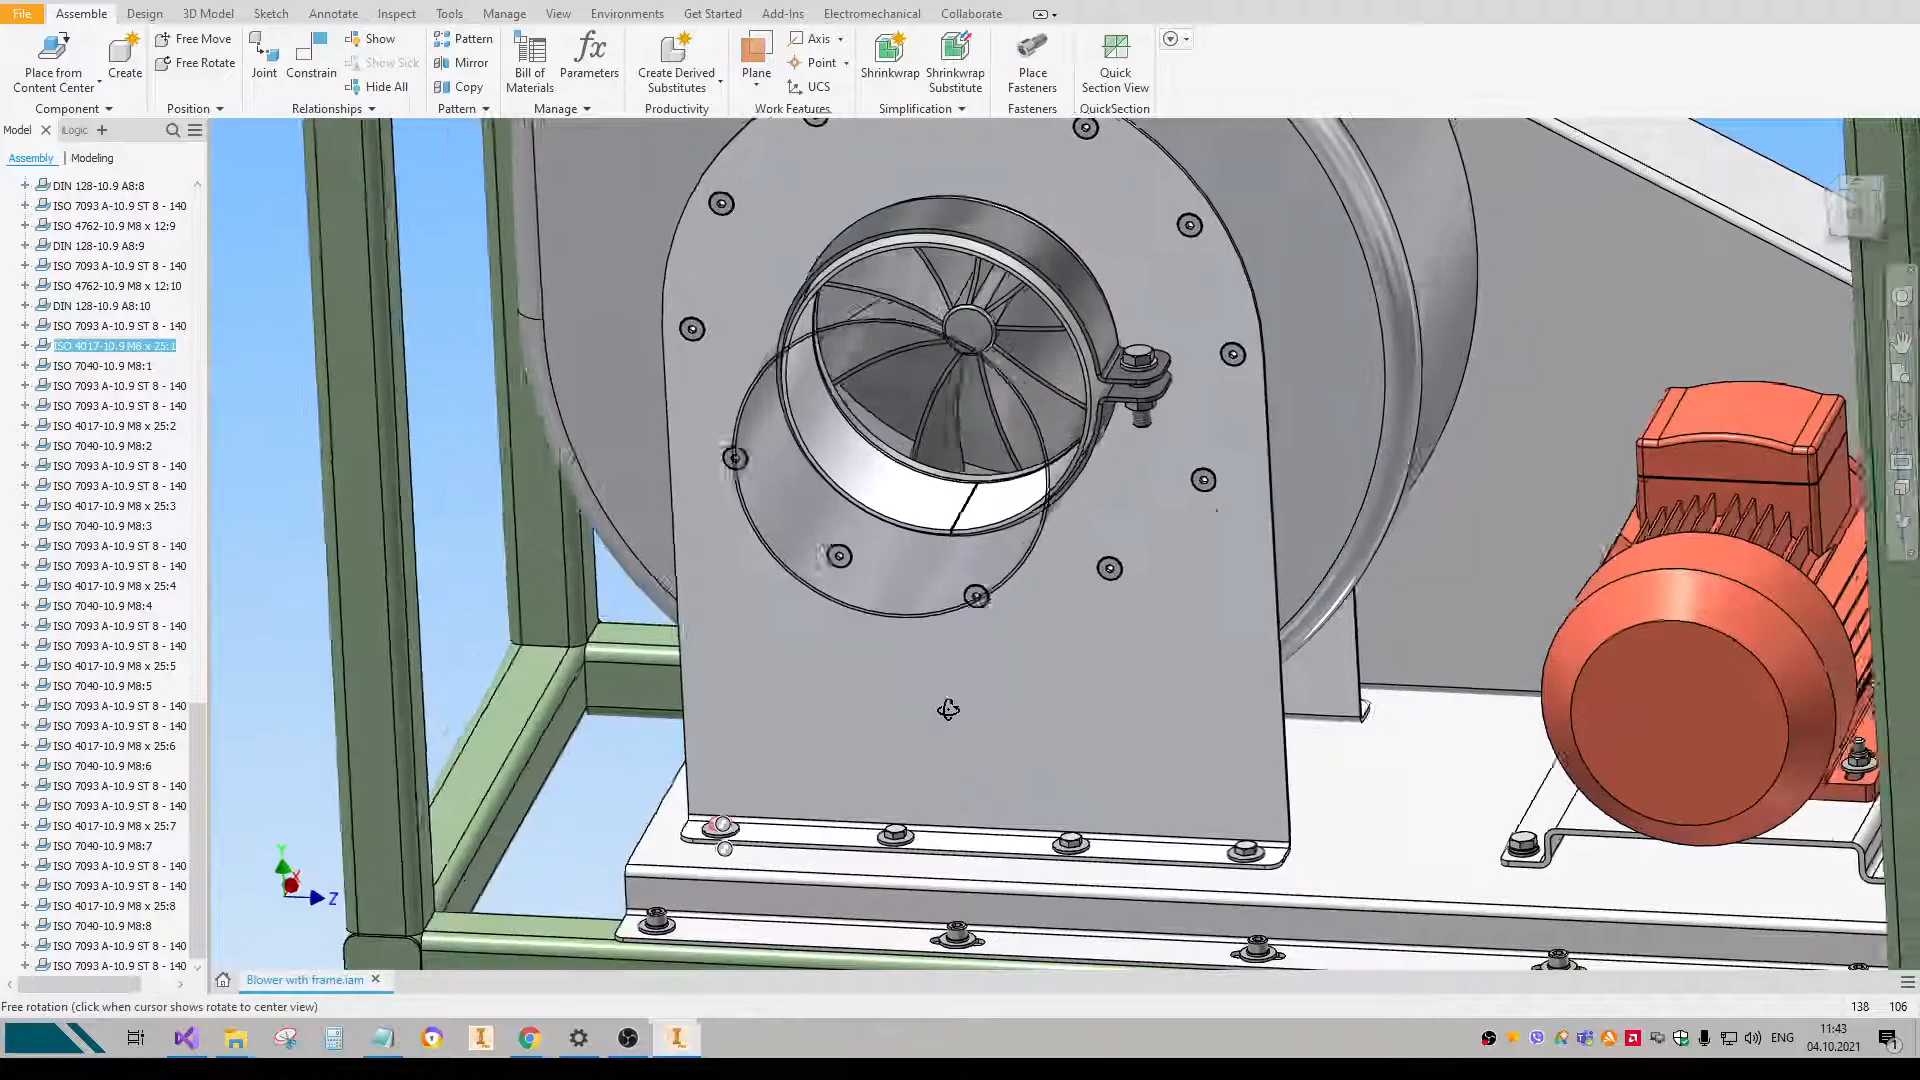 File Assemble Design 3D Model Sketch Annotate Inspect Tools Manage View Environments Get Started Add-Ins Electromechanical Collaborate
Place from Content Center
Create
Free Move
Free Rotate
Joint
Constrain
Show
Show Sick
Hide All
Pattern
Mirror
Copy
Bill of Materials
Parameters
Create Derived Substitutes
Plane
Axis
Point
UCS
Shrinkwrap
Shrinkwrap Substitute
Place Fasteners
Quick Section View
Component Position Relationships Pattern Manage Productivity Work Features Simplification Fasteners QuickSection
Model iLogic
Assembly Modeling
DIN 128-10.9 A8:8
ISO 7093 A-10.9 ST 8 - 140
ISO 4762-10.9 M8 x 12:9
DIN 128-10.9 A8:9
ISO 7093 A-10.9 ST 8 - 140
ISO 4762-10.9 M8 x 12:10
DIN 128-10.9 A8:10
ISO 7093 A-10.9 ST 8 - 140
ISO 4017-10.9 M8 x 25:1
ISO 7040-10.9 M8:1
ISO 7093 A-10.9 ST 8 - 140
ISO 7093 A-10.9 ST 8 - 140
ISO 4017-10.9 M8 x 25:2
ISO 7040-10.9 M8:2
ISO 7093 A-10.9 ST 8 - 140
ISO 7093 A-10.9 ST 8 - 140
ISO 4017-10.9 M8 x 25:3
ISO 7040-10.9 M8:3
ISO 7093 A-10.9 ST 8 - 140
ISO 7093 A-10.9 ST 8 - 140
ISO 4017-10.9 M8 x 25:4
ISO 7040-10.9 M8:4
ISO 7093 A-10.9 ST 8 - 140
ISO 7093 A-10.9 ST 8 - 140
ISO 4017-10.9 M8 x 25:5
ISO 7040-10.9 M8:5
ISO 7093 A-10.9 ST 8 - 140
ISO 7093 A-10.9 ST 8 - 140
ISO 4017-10.9 M8 x 25:6
ISO 7040-10.9 M8:6
ISO 7093 A-10.9 ST 8 - 140
ISO 7093 A-10.9 ST 8 - 140
ISO 4017-10.9 M8 x 25:7
ISO 7040-10.9 M8:7
ISO 7093 A-10.9 ST 8 - 140
ISO 7093 A-10.9 ST 8 - 140
ISO 4017-10.9 M8 x 25:8
ISO 7040-10.9 M8:8
ISO 7093 A-10.9 ST 8 - 140
ISO 7093 A-10.9 ST 8 - 140
Y
X
Z
Blower with frame.iam
Free rotation (click when cursor shows rotate to center view) 138 106
ENG
11:43
04.10.2021